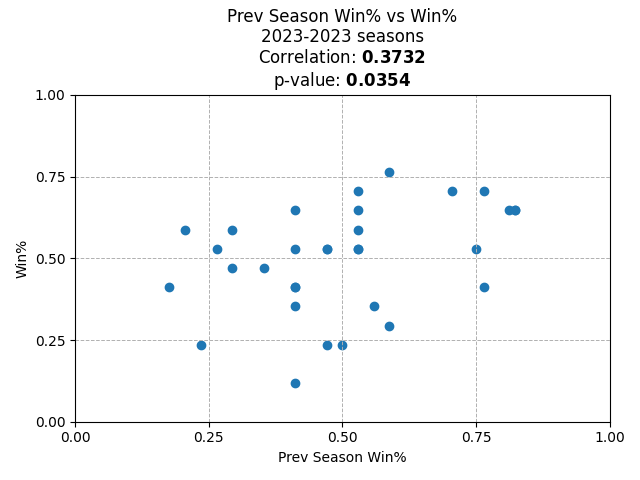 Prev Season Win% vs Win%
2023-2023 seasons
Correlation: 0.3732
p-value: 0.0354
1.00
0.75
0.50
0.25
0.00
Win%
0.00 0.25 0.50 0.75 1.00
Prev Season Win%